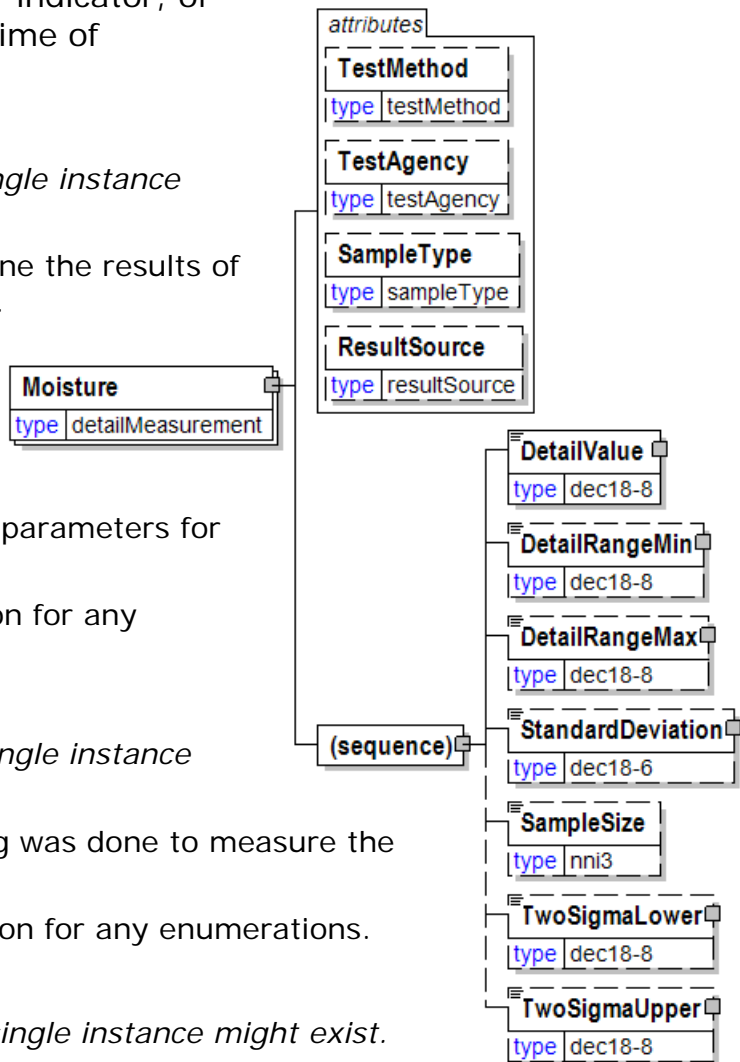 indicator, or
ime of
ngle instance
ne the results of
parameters for
on for any
ngle instance
g was done to measure the
on for any enumerations.
single instance might exist.
Moisture
type detailMeasurement
attributes
TestMethod
type testMethod
TestAgency
type testAgency
SampleType
type sampleType
ResultSource
type resultSource
(sequence)
DetailValue
type dec18-8
DetailRangeMin
type dec18-8
DetailRangeMax
type dec18-8
StandardDeviation
type dec18-6
SampleSize
type nni3
TwoSigmaLower
type dec18-8
TwoSigmaUpper
type dec18-8